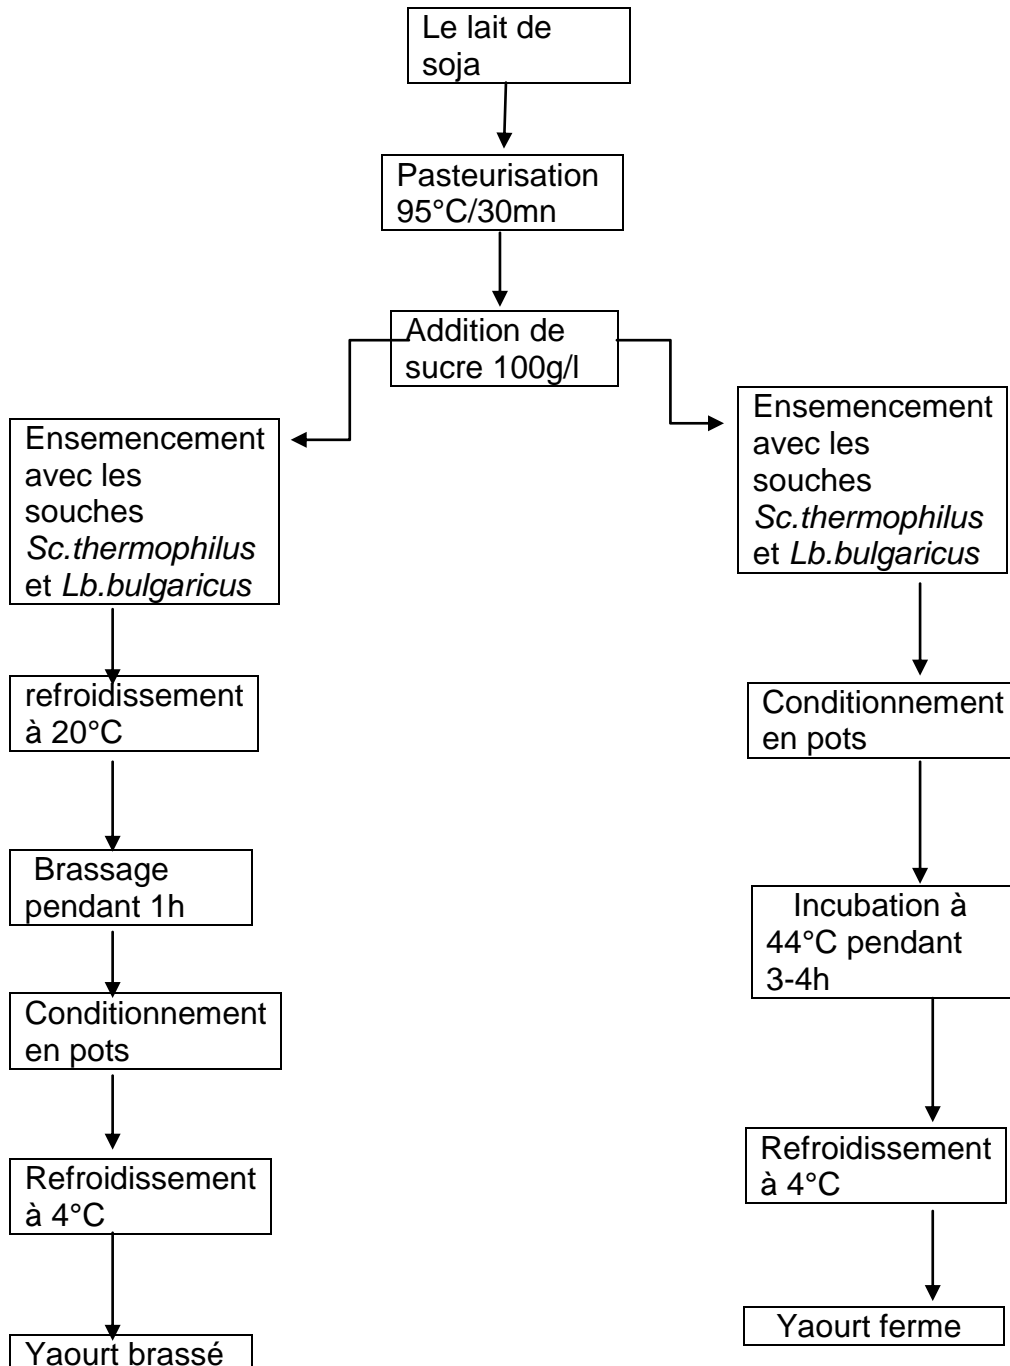 Le lait de
soja
Pasteurisation
95°C/30mn
Addition de
sucre 100g/l
Ensemencement
avec les
souches
Sc.thermophilus
et Lb.bulgaricus
refroidissement
à 20°C
Brassage
pendant 1h
Conditionnement
en pots
Refroidissement
à 4°C
Yaourt brassé
Ensemencement
avec les
souches
Sc.thermophilus
et Lb.bulgaricus
Conditionnement
en pots
Incubation à
44°C pendant
3-4h
Refroidissement
à 4°C
Yaourt ferme